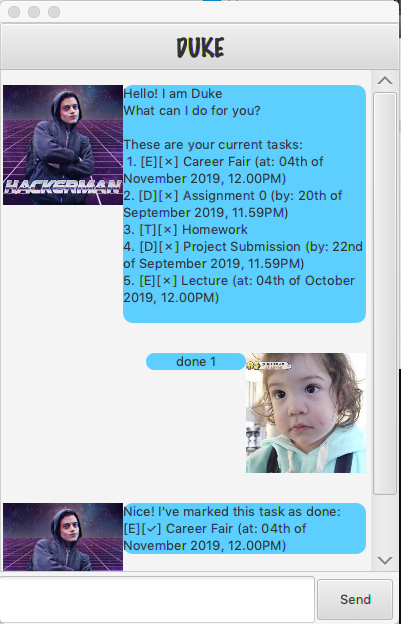 DUKE
Hello! I am Duke
What can I do for you?
These are your current tasks:
1. [E][×] Career Fair (at: 04th of
November 2019, 12.00PM)
2. [D][×] Assignment 0 (by: 20th of
September 2019, 11.59PM)
3. [T][×] Homework
4. [D][×] Project Submission (by: 22nd
of September 2019, 11.59PM)
5. [E][×] Lecture (at: 04th of October
2019, 12.00PM)
HACKERMAN
done 1
Nice! I've marked this task as done:
[E][✓] Career Fair (at: 04th of
November 2019, 12.00PM)
Send